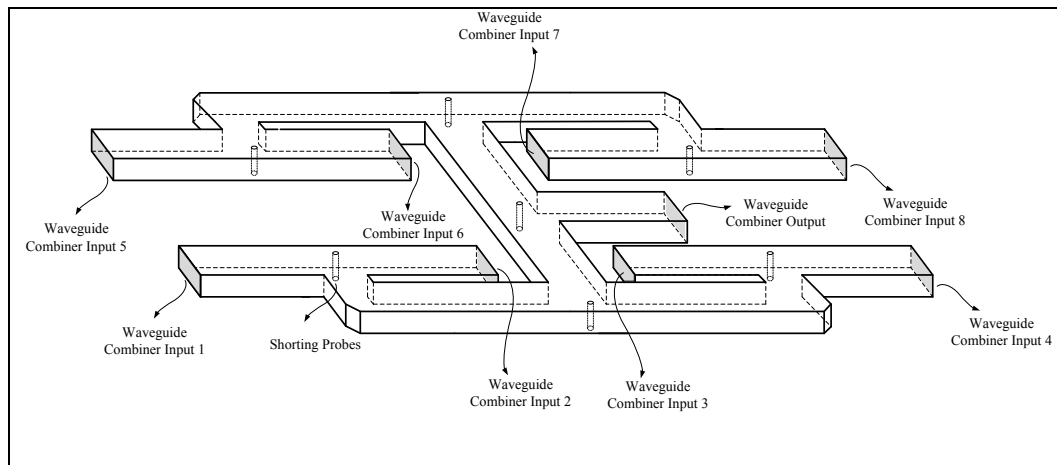 Waveguide
Combiner Input 7
Waveguide
Combiner Input 5
Waveguide
Combiner Input 6
Waveguide
Combiner Output
Waveguide
Combiner Input 8
Waveguide
Combiner Input 1
Shorting Probes
Waveguide
Combiner Input 2
Waveguide
Combiner Input 3
Waveguide
Combiner Input 4